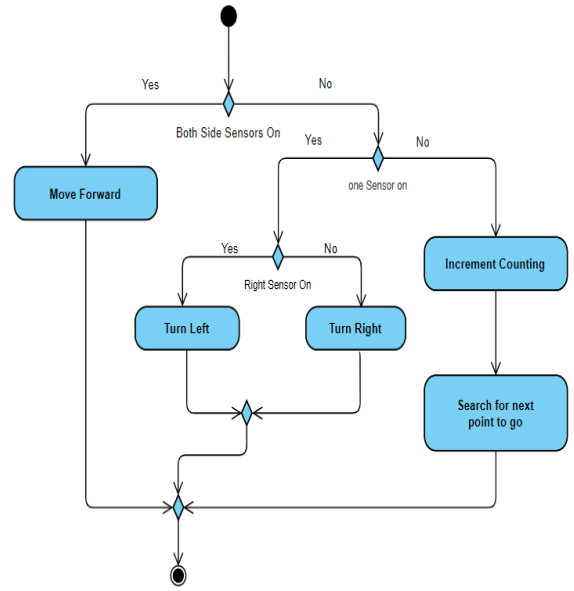 Yes
No
Both Side Sensors On
Yes
No
Move Forward
one Sensor on
Yes
No
Increment Counting
Right Sensor On
Turn Left
Turn Right
Search for next
point to go